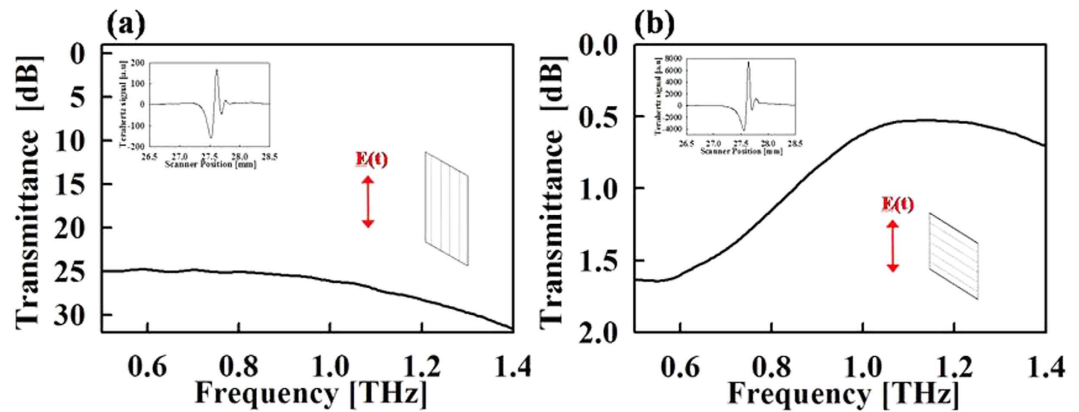 (a)
Transmittance [dB]
0
5
10
15
20
25
30
0.6 0.8 1.0 1.2 1.4
Frequency [THz]
Terahertz signal [a.u]
200
100
0
-100
-200
26.5 27.0 27.5 28.0 28.5
Scanner Position [mm]
E(t)
(b)
Transmittance [dB]
0.0
0.5
1.0
1.5
2.0
0.6 0.8 1.0 1.2 1.4
Frequency [THz]
Terahertz signal [a.u]
8000
6000
4000
2000
0
-2000
-4000
26.5 27.0 27.5 28.0 28.5
Scanner Position [mm]
E(t)